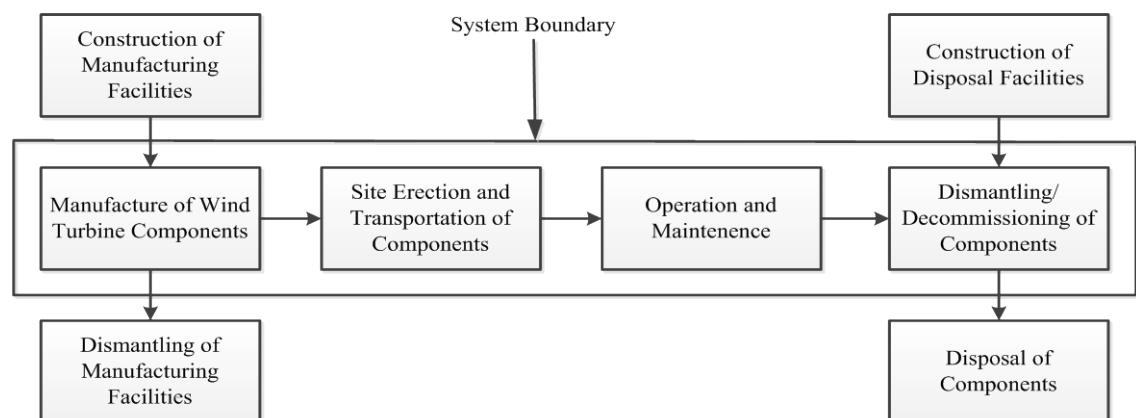 Construction of
Manufacturing
Facilities
System Boundary
Construction of
Disposal Facilities
Manufacture of Wind
Turbine Components
Site Erection and
Transportation of
Components
Operation and
Maintenence
Dismantling/
Decommissioning of
Components
Dismantling of
Manufacturing
Facilities
Disposal of
Components